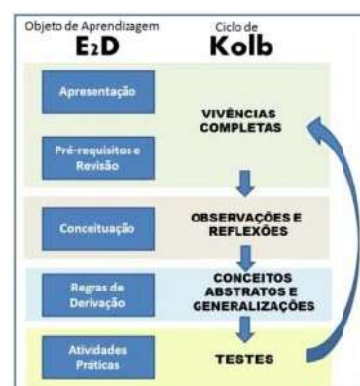 Objeto de Aprendizagem
E2D
Ciclo de
Kolb
Apresentação
Pré-requisitos e
Revisão
VIVÊNCIAS
COMPLETAS
Conceituação
OBSERVAÇÕES E
REFLEXÕES
Regras de
Derivação
CONCEITOS
ABSTRATOS E
GENERALIZAÇÕES
Atividades
Práticas
TESTES